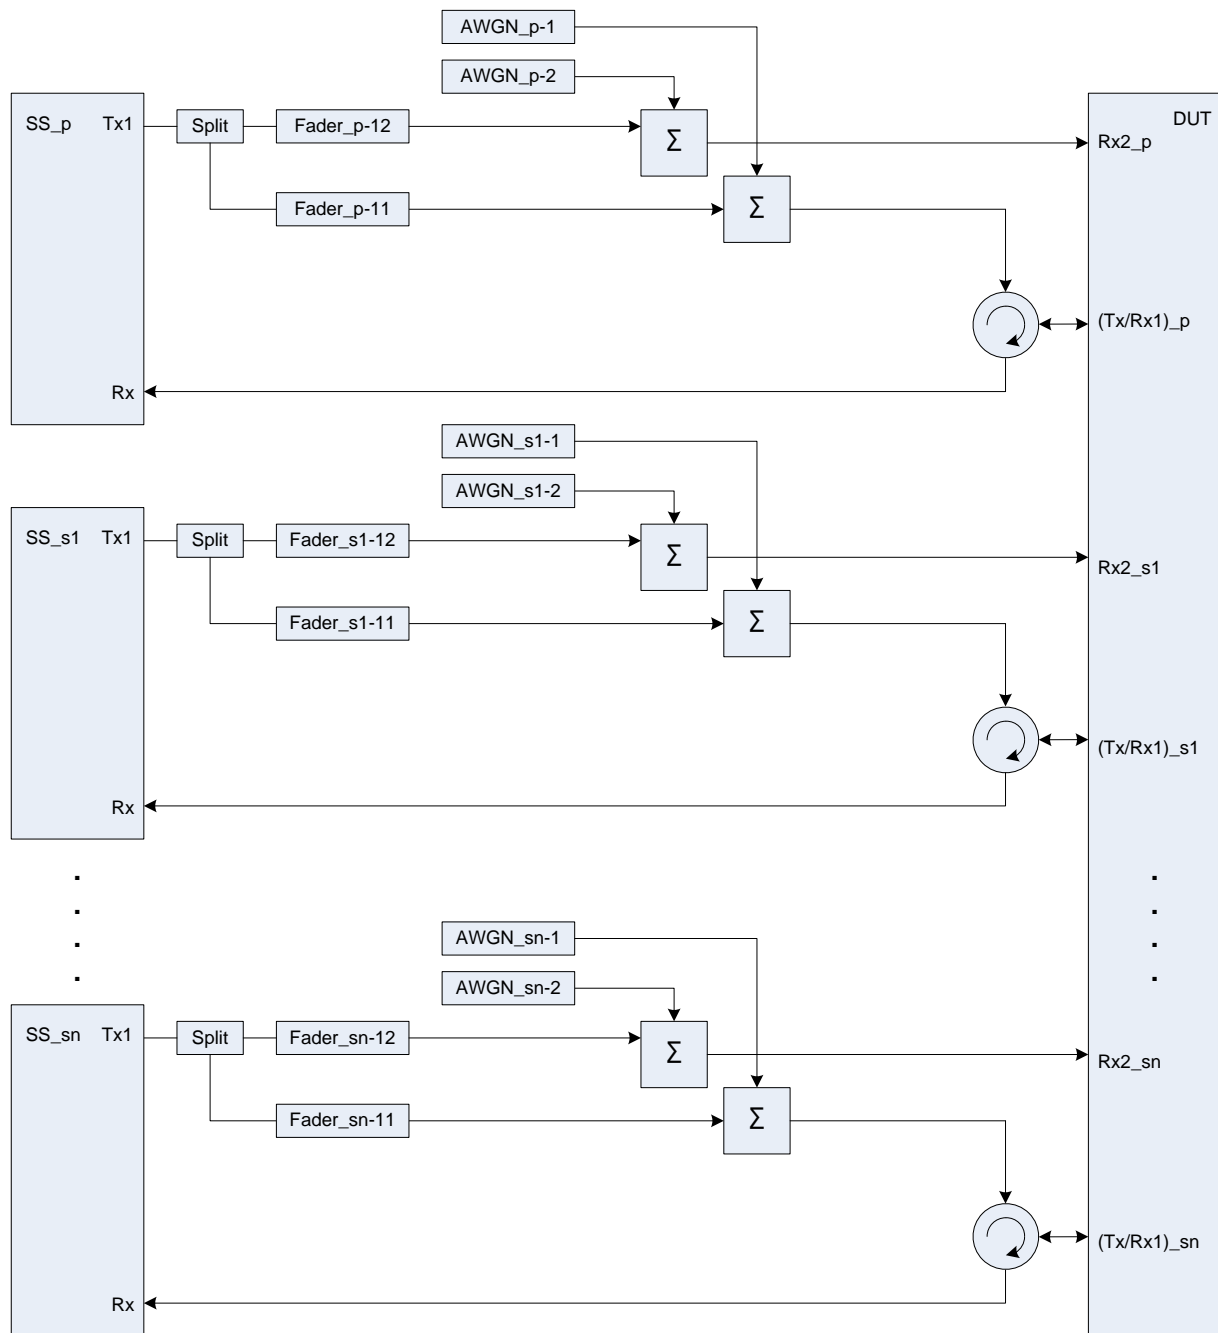 AWGN_p-1
AWGN_p-2
SS_p Tx1 Split Fader_p-12 Σ DUT
Rx2_p
Fader_p-11 Σ
(Tx/Rx1)_p
Rx
AWGN_s1-1
AWGN_s1-2
SS_s1 Tx1 Split Fader_s1-12 Σ
Rx2_s1
Fader_s1-11 Σ
(Tx/Rx1)_s1
Rx
AWGN_sn-1
AWGN_sn-2
SS_sn Tx1 Split Fader_sn-12 Σ
Rx2_sn
Fader_sn-11 Σ
(Tx/Rx1)_sn
Rx